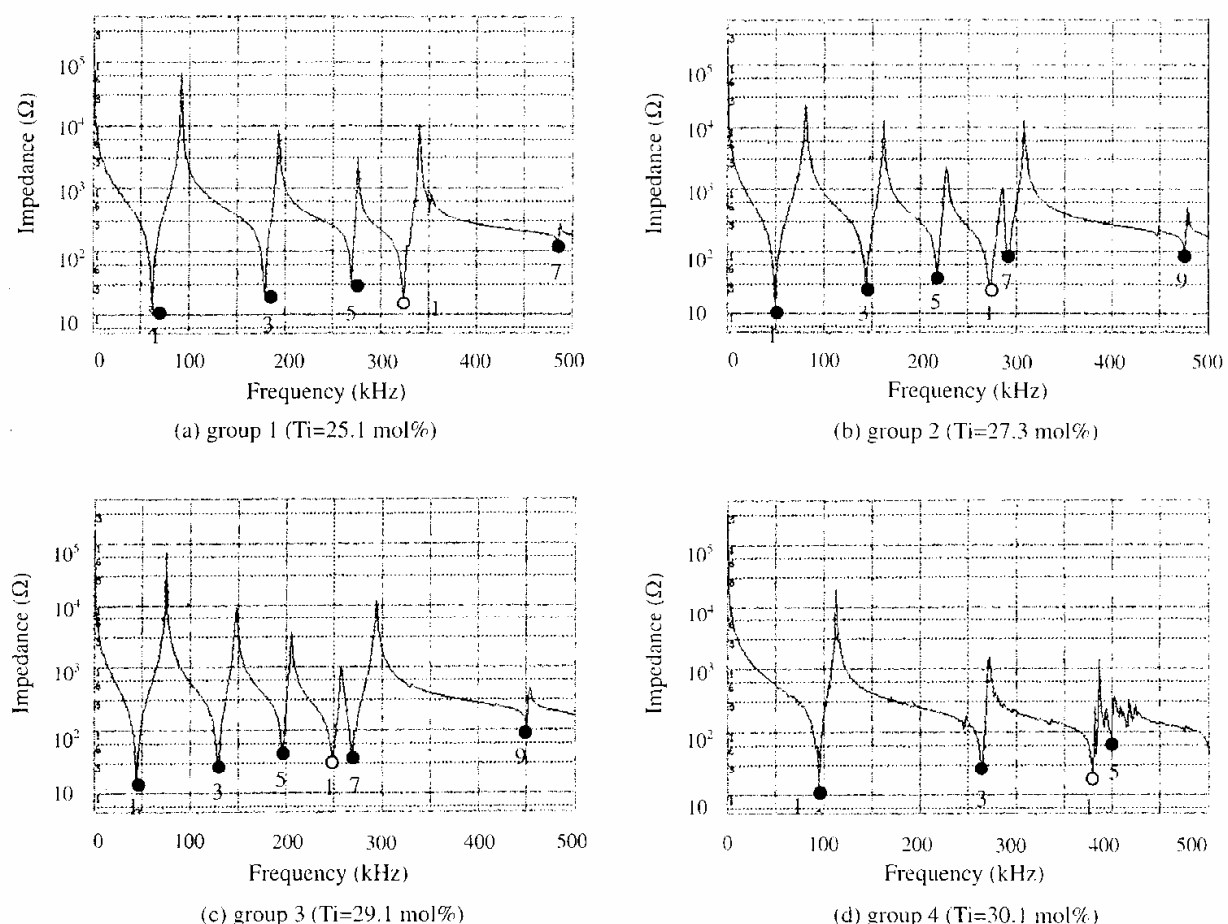 Impedance (Ω)
10⁵
10⁴
10³
10²
10
1
3
5
1
7
0 100 200 300 400 500
Frequency (kHz)
(a) group 1 (Ti=25.1 mol%)
Impedance (Ω)
10⁵
10⁴
10³
10²
10
1
3
5
1
7
9
0 100 200 300 400 500
Frequency (kHz)
(b) group 2 (Ti=27.3 mol%)
Impedance (Ω)
10⁵
10⁴
10³
10²
10
1
3
5
1
7
9
0 100 200 300 400 500
Frequency (kHz)
(c) group 3 (Ti=29.1 mol%)
Impedance (Ω)
10⁵
10⁴
10³
10²
10
1
3
5
0 100 200 300 400 500
Frequency (kHz)
(d) group 4 (Ti=30.1 mol%)